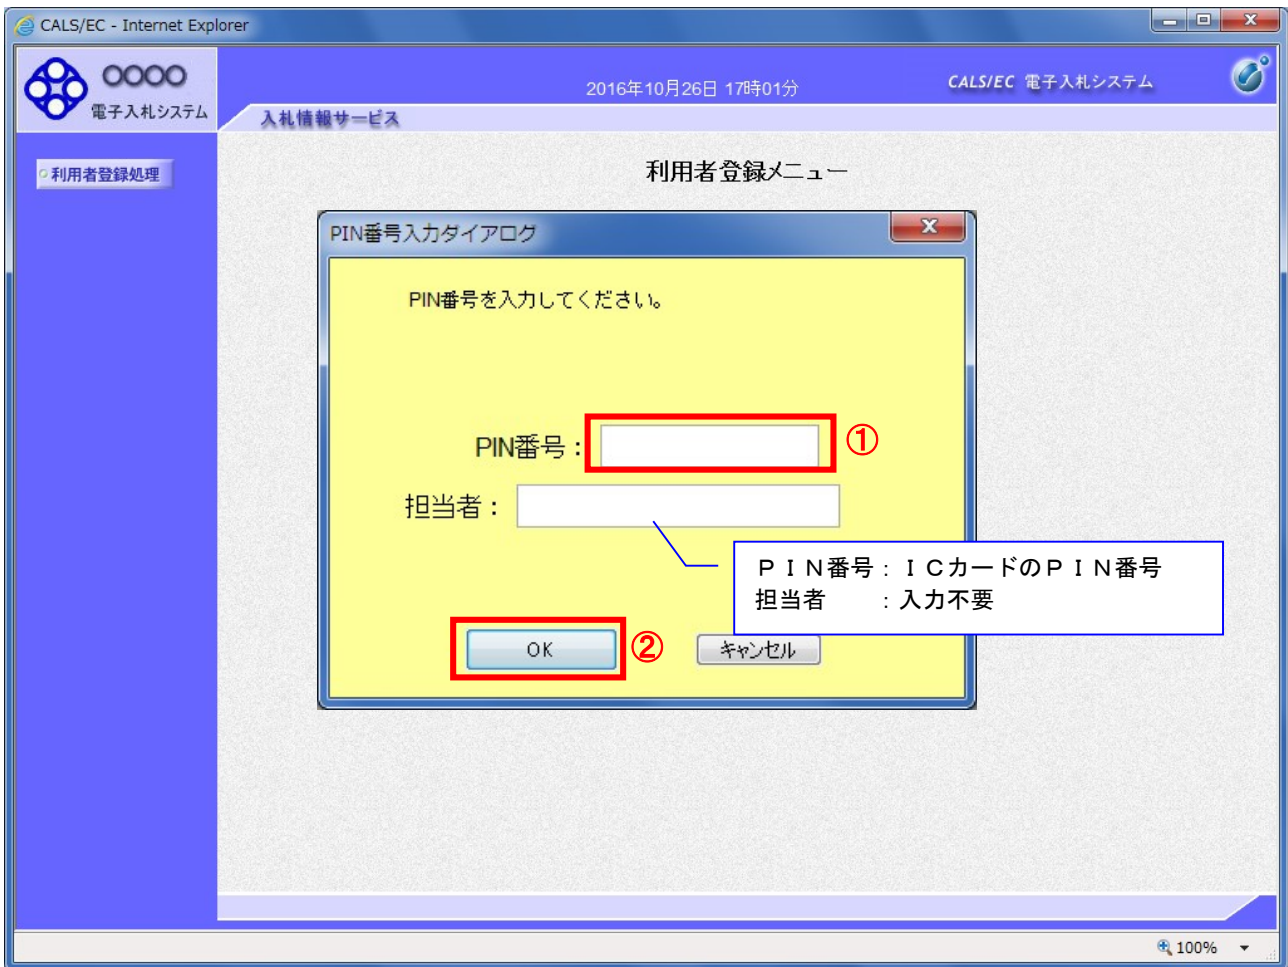 CALS/EC - Internet Explorer
○○○○
電子入札システム
2016年10月26日 17時01分
CALS/EC 電子入札システム
入札情報サービス
利用者登録処理
利用者登録メニュー
PIN番号入力ダイアログ
PIN番号を入力してください。
PIN番号：
①
担当者：
ＰＩＮ番号：ＩＣカードのＰＩＮ番号
担当者　　：入力不要
OK
②
キャンセル
100%